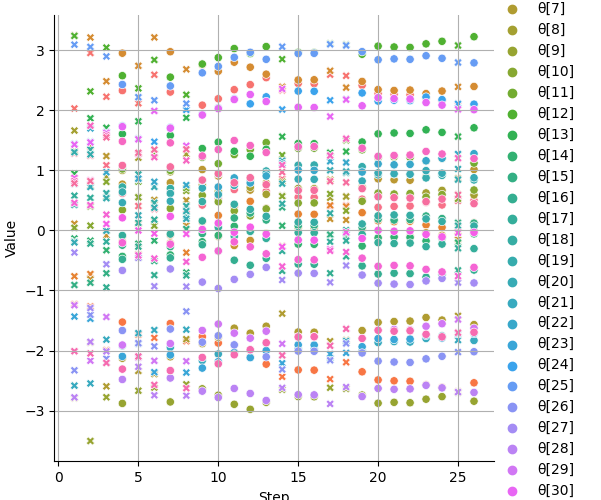 Value
3
2
1
0
−1
−2
−3
0
5
10
15
20
25
Step
θ[7]
θ[8]
θ[9]
θ[10]
θ[11]
θ[12]
θ[13]
θ[14]
θ[15]
θ[16]
θ[17]
θ[18]
θ[19]
θ[20]
θ[21]
θ[22]
θ[23]
θ[24]
θ[25]
θ[26]
θ[27]
θ[28]
θ[29]
θ[30]